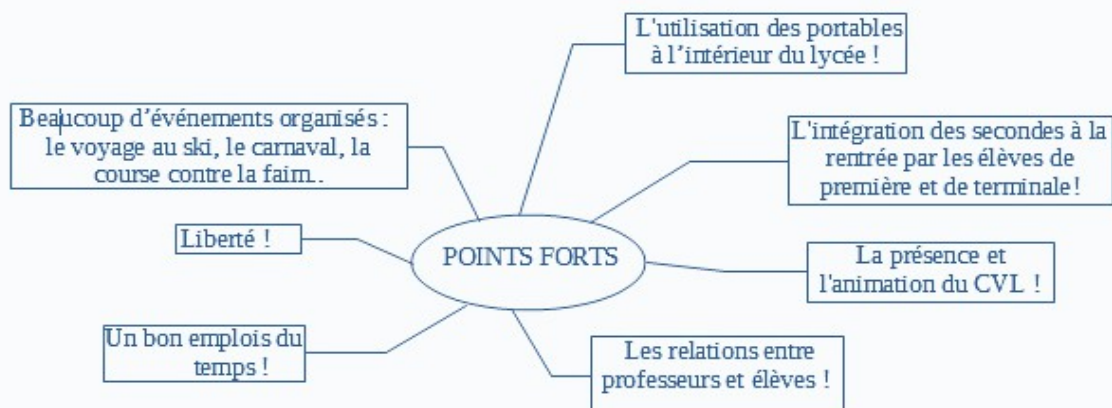 L'utilisation des portables
à l'intérieur du lycée !
Beaucoup d'événements organisés :
le voyage au ski, le carnaval, la
course contre la faim..
L'intégration des secondes à la
rentrée par les élèves de
première et de terminale!
Liberté !
POINTS FORTS
La présence et
l'animation du CVL !
Un bon emplois du
temps !
Les relations entre
professeurs et élèves !